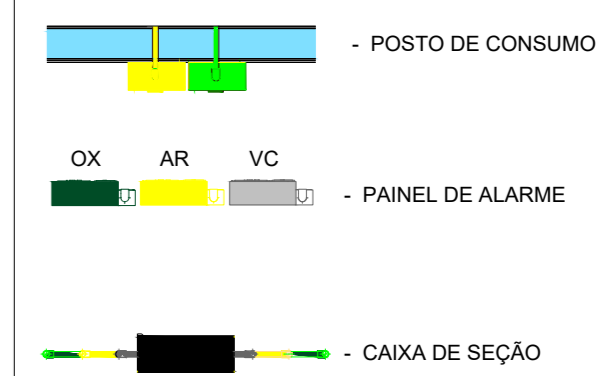 - POSTO DE CONSUMO
OX AR VC
- PAINEL DE ALARME
- CAIXA DE SEÇÃO